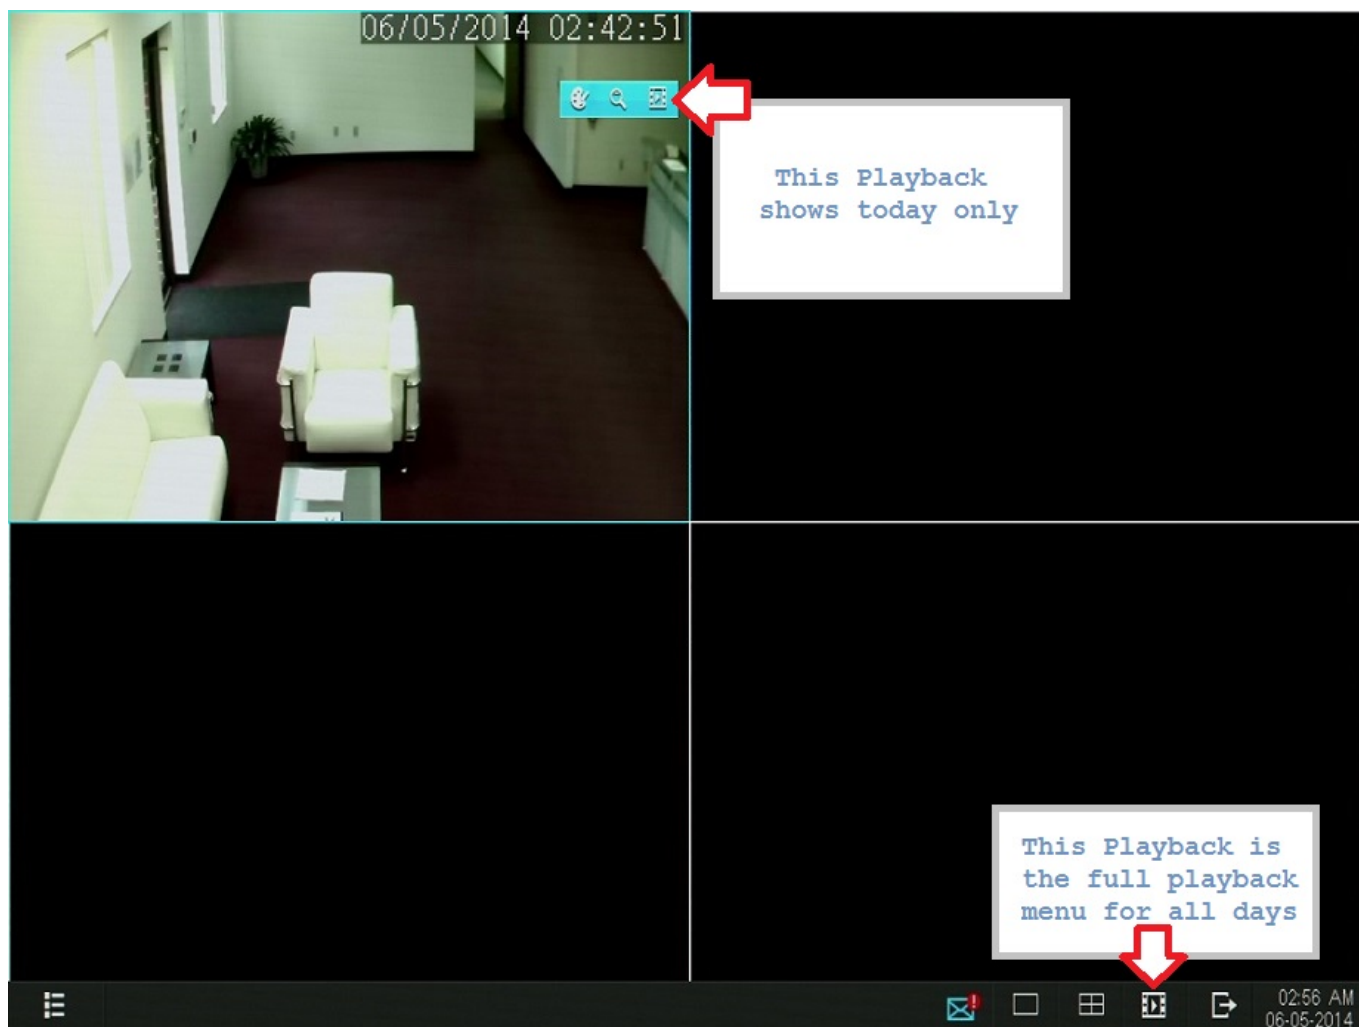 06/05/2014 02:42:51
This Playback
shows today only
This Playback is
the full playback
menu for all days
02:56 AM
06-05-2014